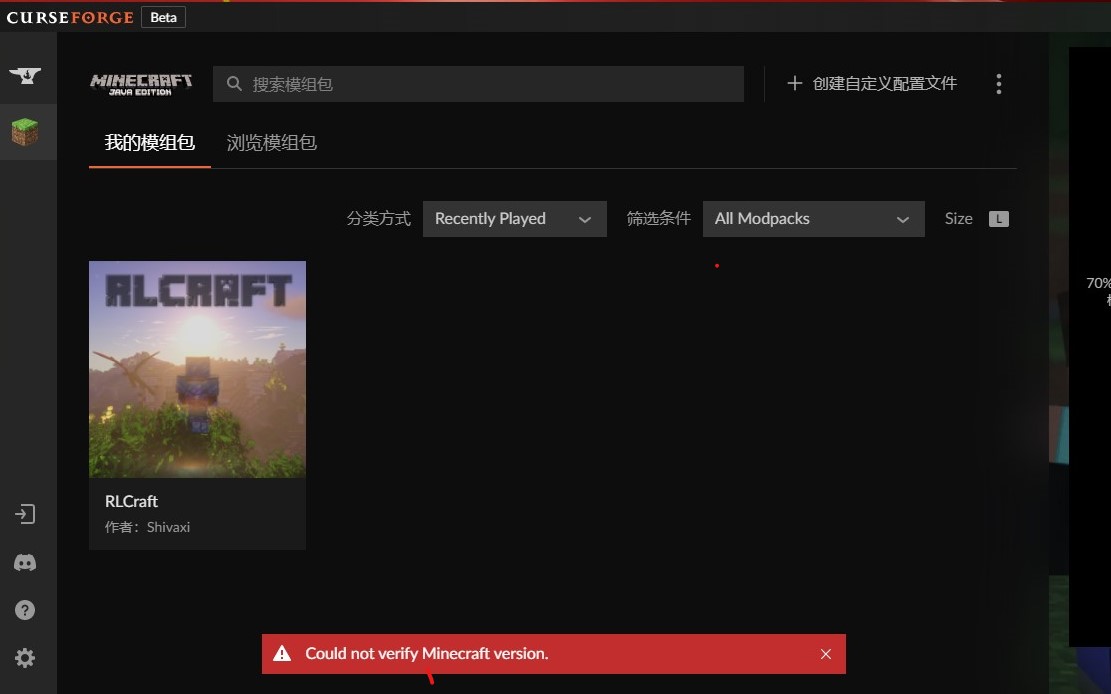 CURSEFORGE Beta
MINECRAFT
JAVA EDITION
搜索模组包
创建自定义配置文件
我的模组包 浏览模组包
分类方式 Recently Played 筛选条件 All Modpacks Size L
70%
RLCRAFT
RLCraft
作者：Shivaxi
Could not verify Minecraft version.